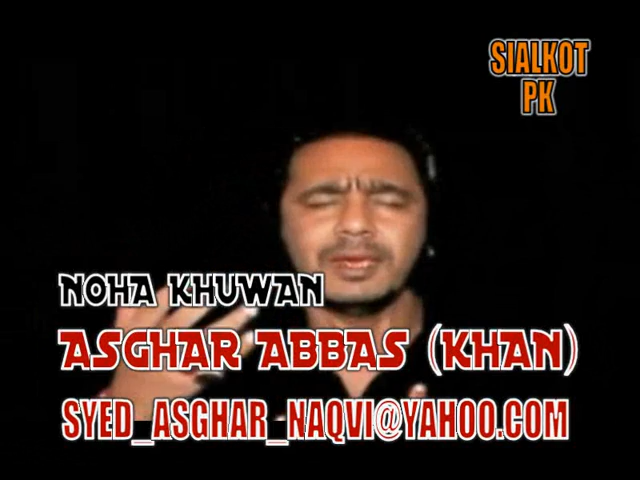 SIALKOT
PK
NOHA KHUWAN
ASGHAR ABBAS (KHAN)
SYED_ASGHAR_NAQVI@YAHOO.COM